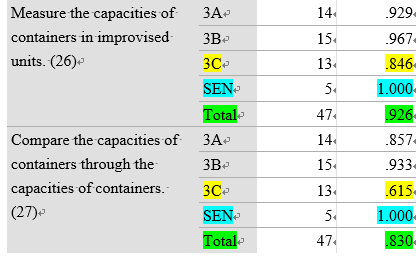 Measure the capacities of 3A 14 .929
containers in improvised 3B 15 .967
units. (26) 3C 13 .846
SEN 5 1.000
Total 47 .926
Compare the capacities of 3A 14 .857
containers through the 3B 15 .933
capacities of containers. 3C 13 .615
(27) SEN 5 1.000
Total 47 .830